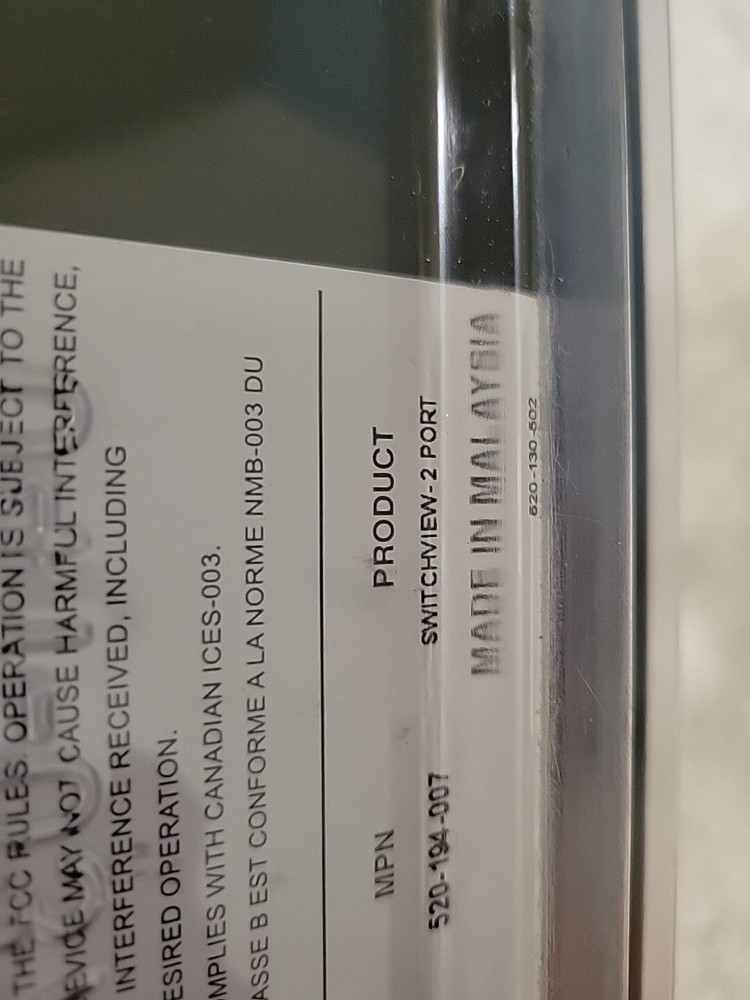 THE FCC RULES. OPERATION IS SUBJECT TO THE
EVICE MAY NOT CAUSE HARMFUL INTERFERENCE,
INTERFERENCE RECEIVED, INCLUDING
ESIRED OPERATION.
MPLIES WITH CANADIAN ICES-003.
ASSE B EST CONFORME A LA NORME NMB-003 DU
MPN PRODUCT
520-194-007 SWITCHVIEW-2 PORT
MADE IN MALAYSIA
620-130-502